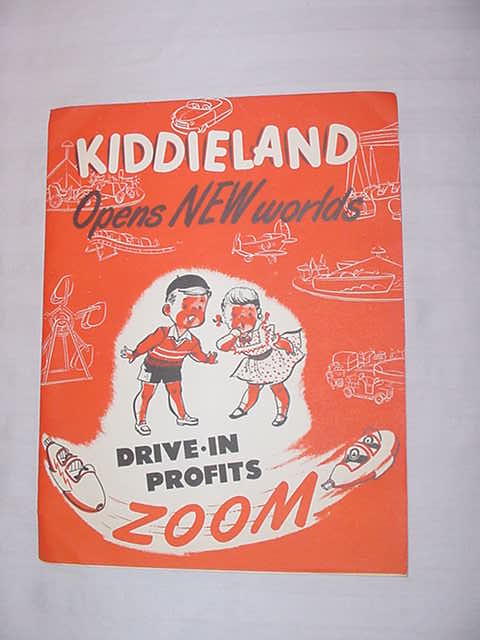 KIDDIELAND
Opens NEW worlds
DRIVE-IN
PROFITS
ZOOM